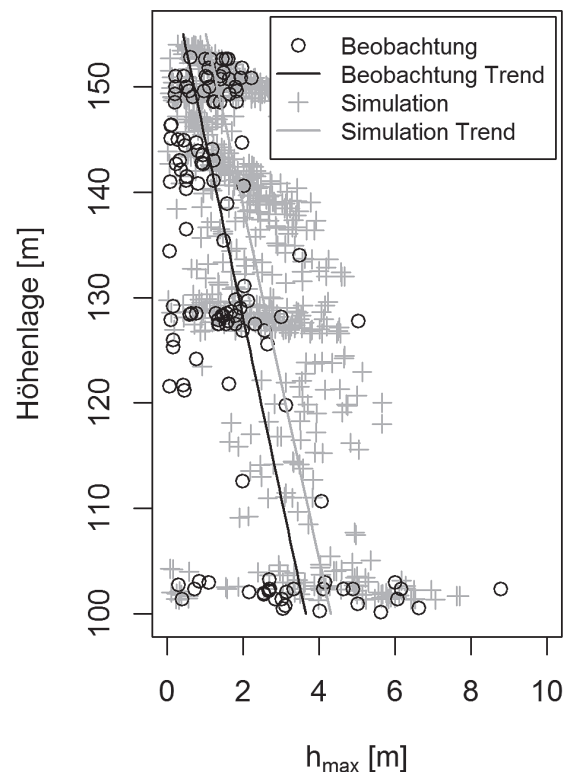 Beobachtung
Beobachtung Trend
Simulation
Simulation Trend
Höhenlage [m]
150
140
130
120
110
100
0 2 4 6 8 10
hmax [m]